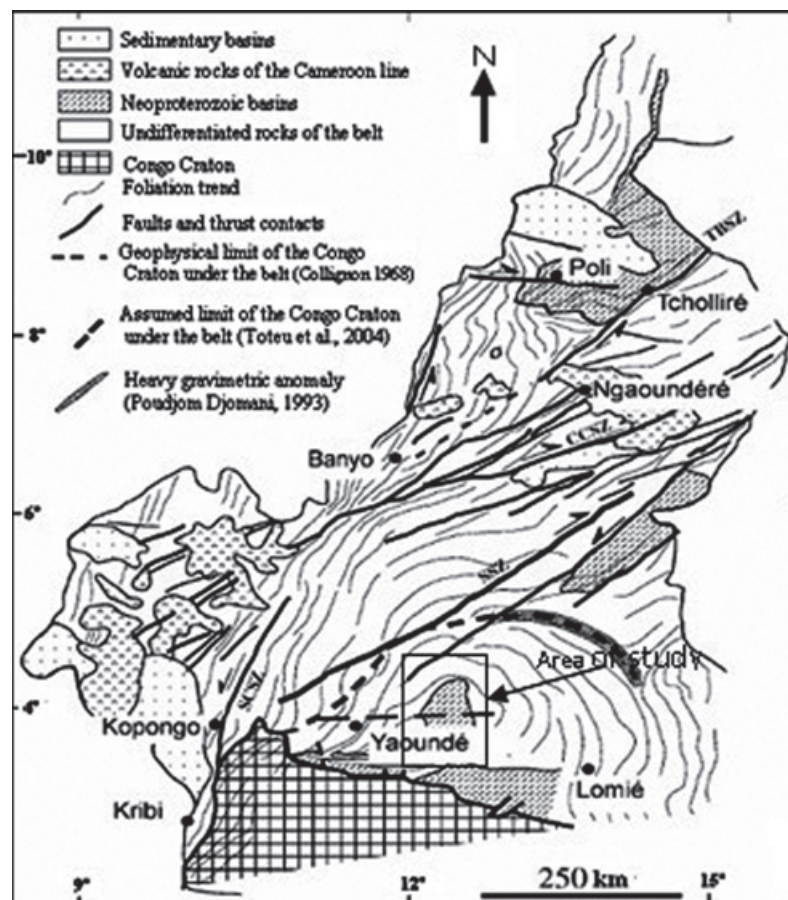 Sedimentary basins
Volcanic rocks of the Cameroon line
Neoproterozoic basins
Undifferentiated rocks of the belt
Congo Craton
Foliation trend
Faults and thrust contacts
Geophysical limit of the Congo
Craton under the belt (Collignon 1968)
Assumed limit of the Congo Craton
under the belt (Toteu et al., 2004)
Heavy gravimetric anomaly
(Poudjom Djomani, 1993)
N
10°
8°
6°
4°
TBSZ
Poli
Tcholliré
Ngaoundéré
CCSZ
Banyo
SSZ
Area of study
SCSZ
Kopongo
Yaoundé
Lomié
Kribi
250 km
9°
12°
15°